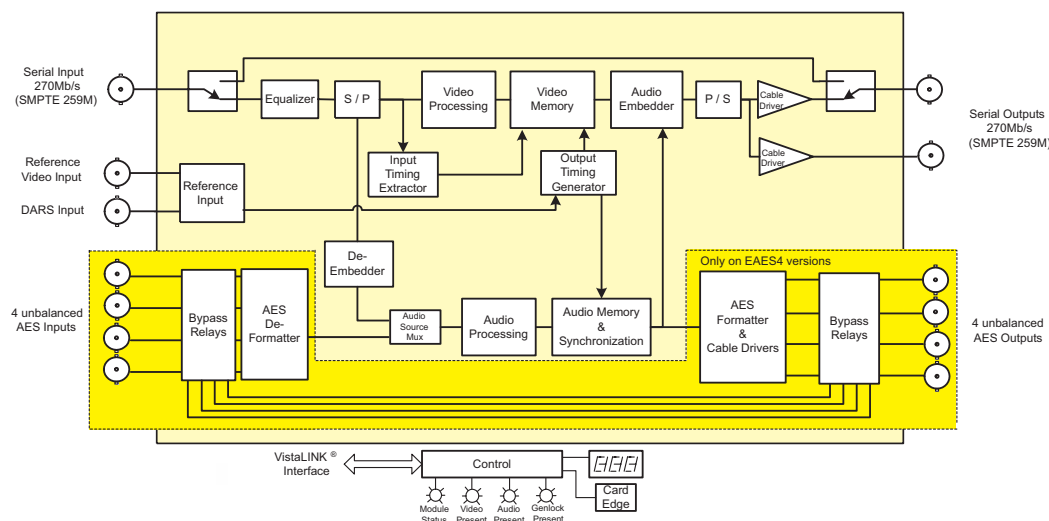 Serial Input
270Mb/s
(SMPTE 259M)
Equalizer
S / P
Video
Processing
Video
Memory
Audio
Embedder
P / S
Cable
Driver
Cable
Driver
Serial Outputs
270Mb/s
(SMPTE 259M)
Reference
Video Input
DARS Input
Reference
Input
Input
Timing
Extractor
Output
Timing
Generator
De-
Embedder
Only on EAES4 versions
4 unbalanced
AES Inputs
Bypass
Relays
AES
De-
Formatter
Audio
Source
Mux
Audio
Processing
Audio Memory
&
Synchronization
AES
Formatter
&
Cable Drivers
Bypass
Relays
4 unbalanced
AES Outputs
VistaLINK ®
Interface
Control
Card
Edge
Module
Status
Video
Present
Audio
Present
Genlock
Present